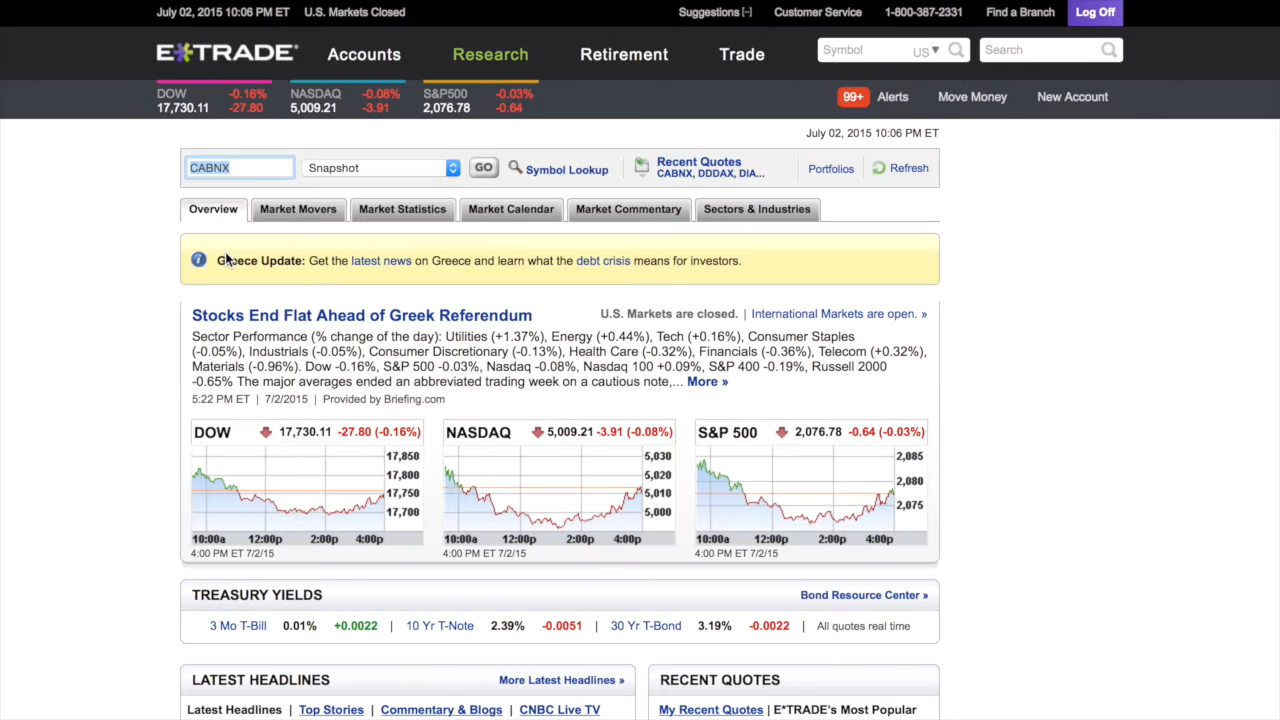 July 02, 2015 10:06 PM ET U.S. Markets Closed Suggestions [-] Customer Service 1-800-387-2331 Find a Branch Log Off
E*TRADE Accounts Research Retirement Trade Symbol US Search
DOW -0.16% NASDAQ -0.08% S&P500 -0.03%
17,730.11 -27.80 5,009.21 -3.91 2,076.78 -0.64
99+ Alerts Move Money New Account
July 02, 2015 10:06 PM ET
CABNX Snapshot GO Symbol Lookup Recent Quotes Portfolios Refresh
CABNX, DDDAX, DIA...
Overview Market Movers Market Statistics Market Calendar Market Commentary Sectors & Industries
Greece Update: Get the latest news on Greece and learn what the debt crisis means for investors.
Stocks End Flat Ahead of Greek Referendum U.S. Markets are closed. | International Markets are open. »
Sector Performance (% change of the day): Utilities (+1.37%), Energy (+0.44%), Tech (+0.16%), Consumer Staples
(-0.05%), Industrials (-0.05%), Consumer Discretionary (-0.13%), Health Care (-0.32%), Financials (-0.36%), Telecom (+0.32%),
Materials (-0.96%). Dow -0.16%, S&P 500 -0.03%, Nasdaq -0.08%, Nasdaq 100 +0.09%, S&P 400 -0.19%, Russell 2000
-0.65% The major averages ended an abbreviated trading week on a cautious note,... More »
5:22 PM ET | 7/2/2015 | Provided by Briefing.com
DOW 17,730.11 -27.80 (-0.16%)
17,850
17,800
17,750
17,700
10:00a 12:00p 2:00p 4:00p
4:00 PM ET 7/2/15
NASDAQ 5,009.21 -3.91 (-0.08%)
5,030
5,020
5,010
5,000
10:00a 12:00p 2:00p 4:00p
4:00 PM ET 7/2/15
S&P 500 2,076.78 -0.64 (-0.03%)
2,085
2,080
2,075
10:00a 12:00p 2:00p 4:00p
4:00 PM ET 7/2/15
TREASURY YIELDS Bond Resource Center »
3 Mo T-Bill 0.01% +0.0022 | 10 Yr T-Note 2.39% -0.0051 | 30 Yr T-Bond 3.19% -0.0022 | All quotes real time
LATEST HEADLINES More Latest Headlines »
Latest Headlines | Top Stories | Commentary & Blogs | CNBC Live TV
RECENT QUOTES
My Recent Quotes | E*TRADE's Most Popular